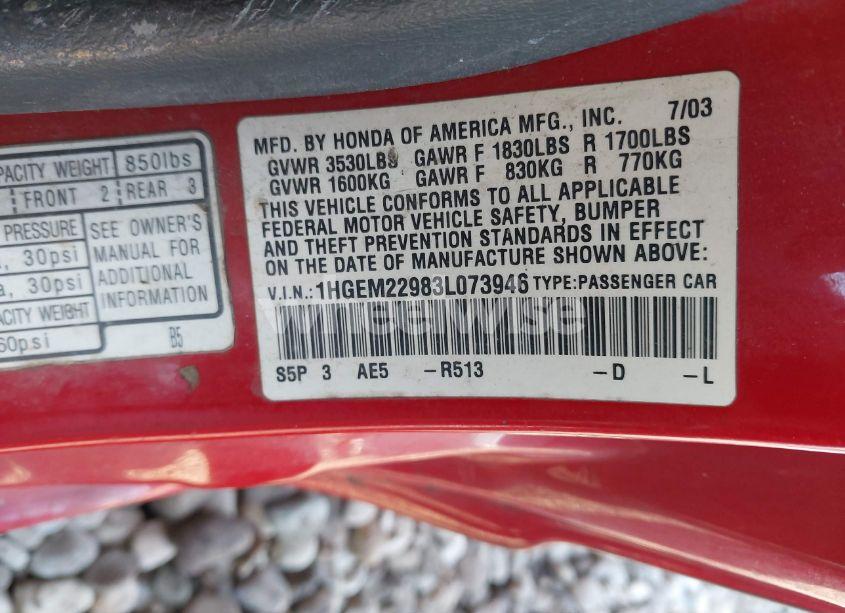 PACITY WEIGHT 850lbs
FRONT 2 REAR 3
PRESSURE SEE OWNER'S
30psi MANUAL FOR
a, 30psi ADDITIONAL
ACITY WEIGHT INFORMATION
60psi B5
MFD. BY HONDA OF AMERICA MFG., INC. 7/03
GVWR 3530LBS GAWR F 1830LBS R 1700LBS
GVWR 1600KG GAWR F 830KG R 770KG
THIS VEHICLE CONFORMS TO ALL APPLICABLE
FEDERAL MOTOR VEHICLE SAFETY, BUMPER
AND THEFT PREVENTION STANDARDS IN EFFECT
ON THE DATE OF MANUFACTURE SHOWN ABOVE:
V.I.N.: 1HGEM22983L073946 TYPE:PASSENGER CAR
Wheelwise
S5P 3 AE5 –R513 –D –L